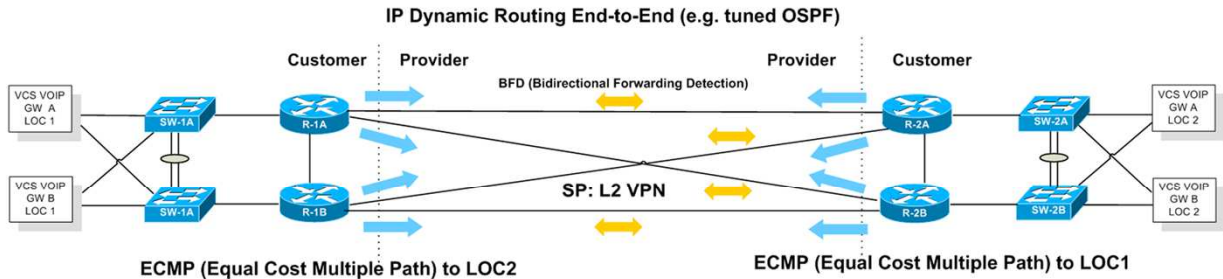 IP Dynamic Routing End-to-End (e.g. tuned OSPF)
Customer
Provider
Provider
Customer
BFD (Bidirectional Forwarding Detection)
VCS VOIP
GW A
LOC 1
SW-1A
R-1A
R-2A
SW-2A
VCS VOIP
GW A
LOC 2
VCS VOIP
GW B
LOC 1
SW-1A
R-1B
SP: L2 VPN
R-2B
SW-2B
VCS VOIP
GW B
LOC 2
ECMP (Equal Cost Multiple Path) to LOC2
ECMP (Equal Cost Multiple Path) to LOC1